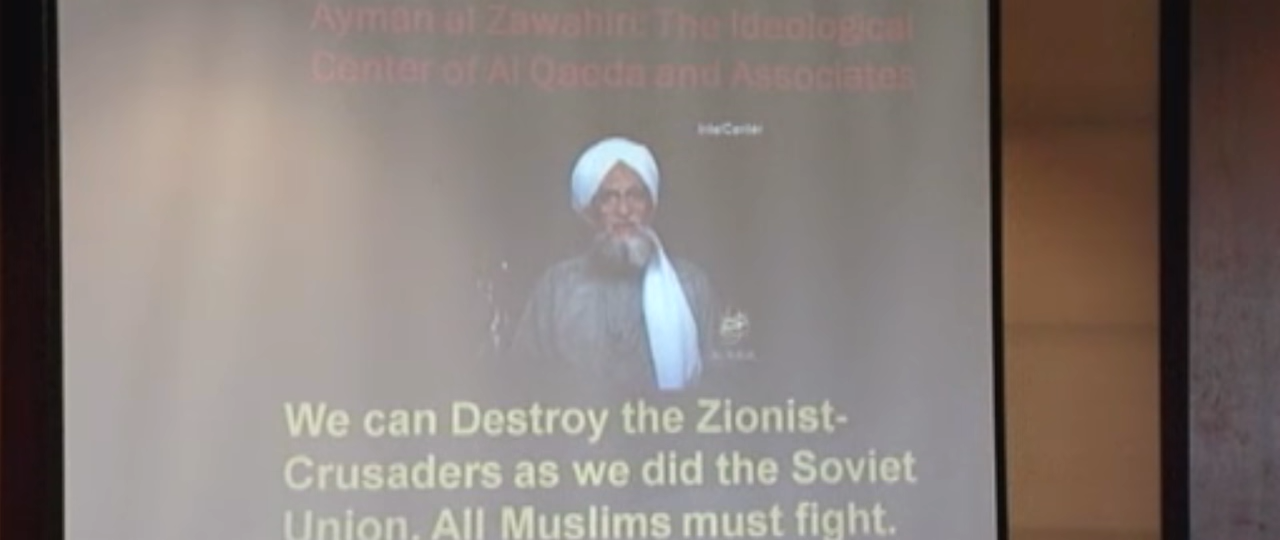 Ayman al Zawahiri: The Ideological
Center of Al Qaeda and Associates
IntelCenter
We can Destroy the Zionist-
Crusaders as we did the Soviet
Union. All Muslims must fight.